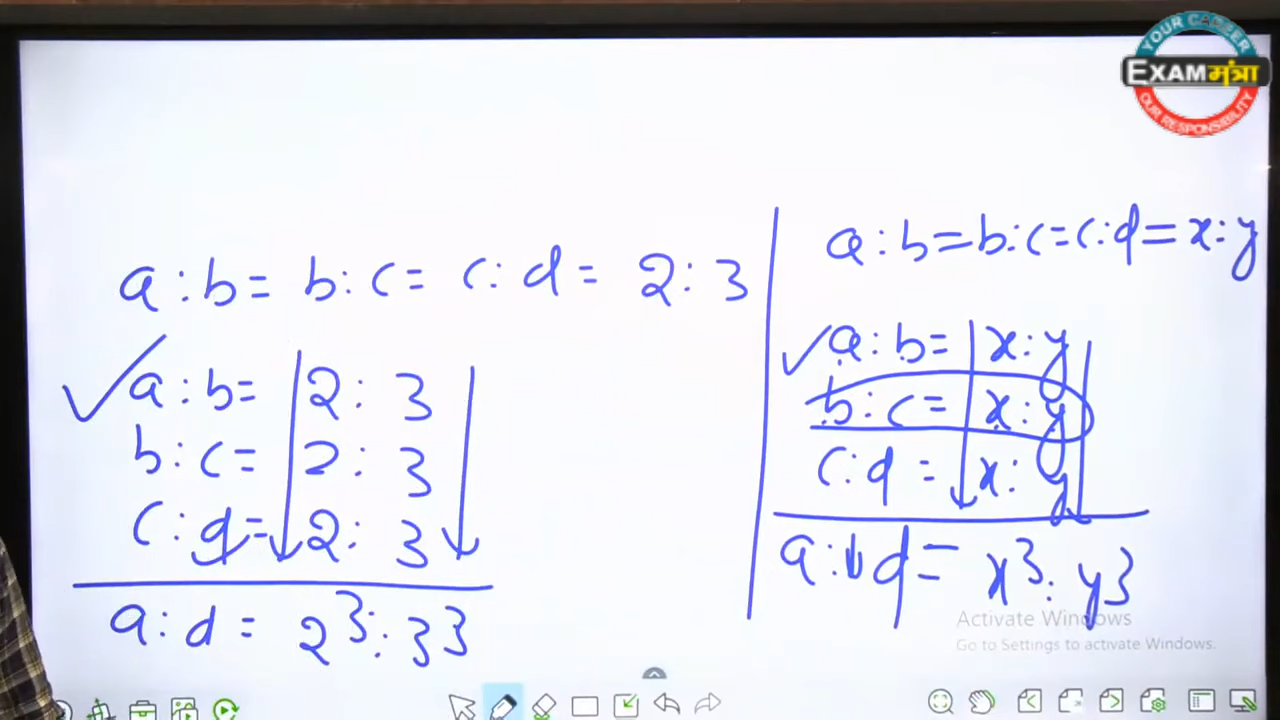 YOUR CAREER
EXAMमंत्रा
OUR RESPONSIBILITY
a : b = b : c = c : d = 2 : 3
a : b = 2 : 3
b : c = 2 : 3
c : d = 2 : 3
a : d = 2³ : 3³
a : b = b : c = c : d = x : y
a : b = x : y
b : c = x : y
c : d = x : y
a : d = x³ : y³
Activate Windows
Go to Settings to activate Windows.